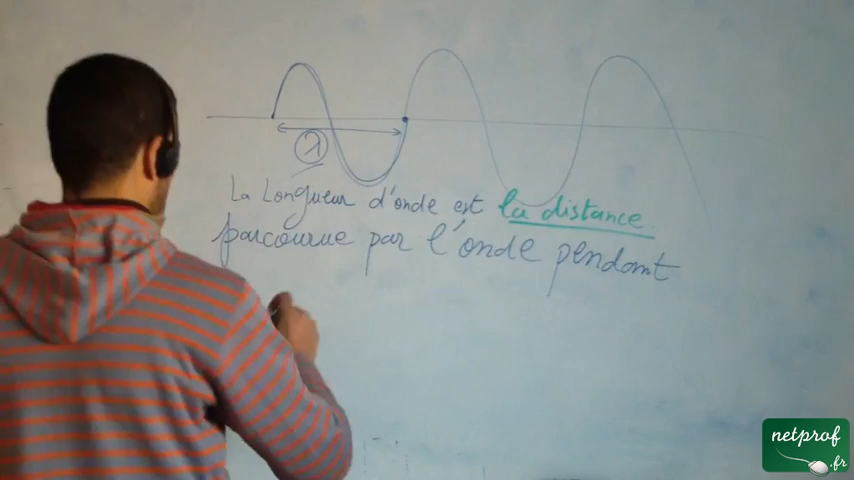 λ
La Longueur d'onde est la distance
parcourue par l'onde pendant
netprof
.fr